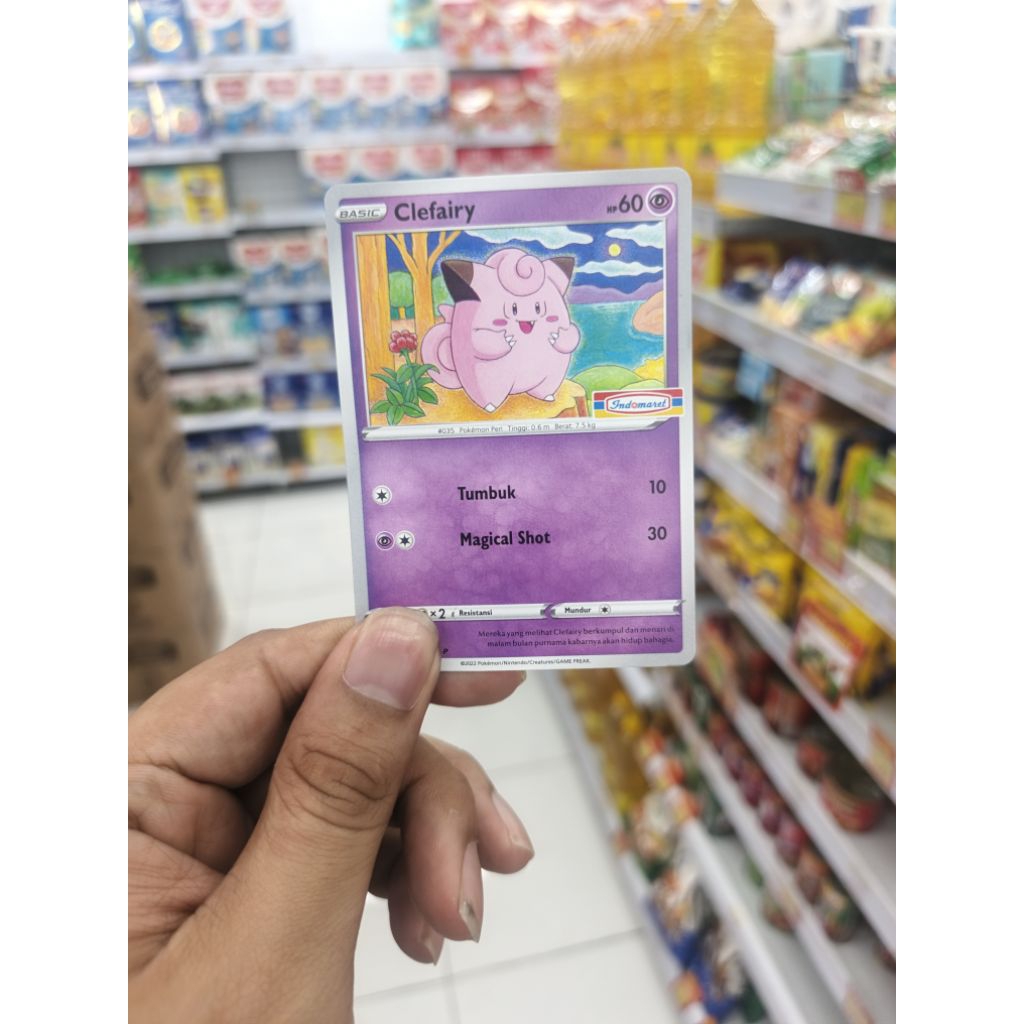 BASIC Clefairy HP60
Indomaret
#035 Pokémon Peri Tinggi: 0.6 m Berat: 7.5 kg
Tumbuk 10
Magical Shot 30
×2 Resistansi Mundur
Mereka yang melihat Clefairy berkumpul dan menari di
malam bulan purnama kabarnya akan hidup bahagia.
©2022 Pokémon/Nintendo/Creatures/GAME FREAK.